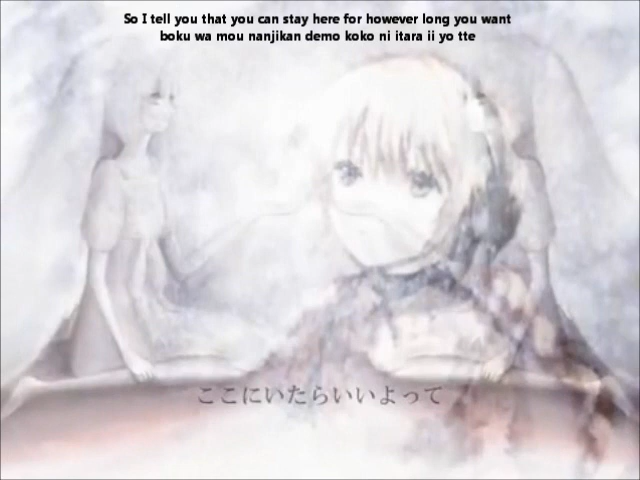 So I tell you that you can stay here for however long you want
boku wa mou nanjikan demo koko ni itara ii yo tte
ここにいたらいいよって